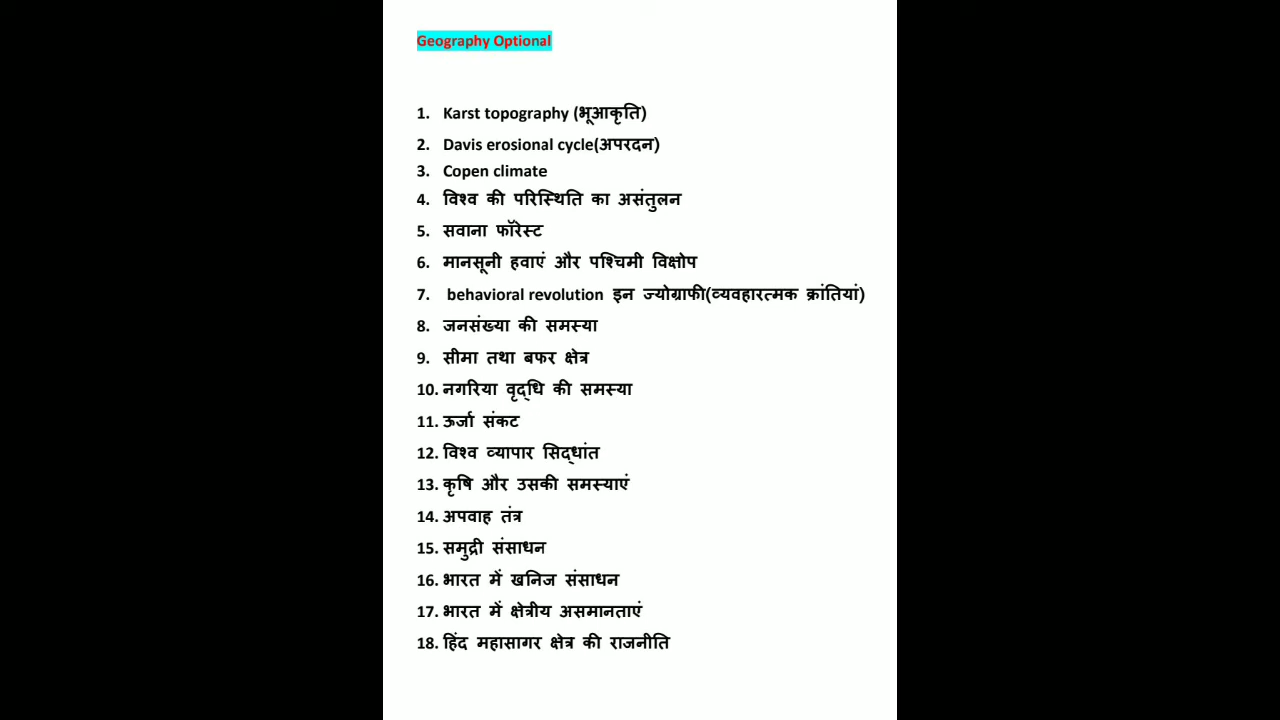 Geography Optional
1. Karst topography (भूआकृति)
2. Davis erosional cycle(अपरदन)
3. Copen climate
4. विश्व की परिस्थिति का असंतुलन
5. सवाना फॉरेस्ट
6. मानसूनी हवाएं और पश्चिमी विक्षोप
7. behavioral revolution इन ज्योग्राफी(व्यवहारत्मक क्रांतियां)
8. जनसंख्या की समस्या
9. सीमा तथा बफर क्षेत्र
10. नगरिया वृद्धि की समस्या
11. ऊर्जा संकट
12. विश्व व्यापार सिद्धांत
13. कृषि और उसकी समस्याएं
14. अपवाह तंत्र
15. समुद्री संसाधन
16. भारत में खनिज संसाधन
17. भारत में क्षेत्रीय असमानताएं
18. हिंद महासागर क्षेत्र की राजनीति